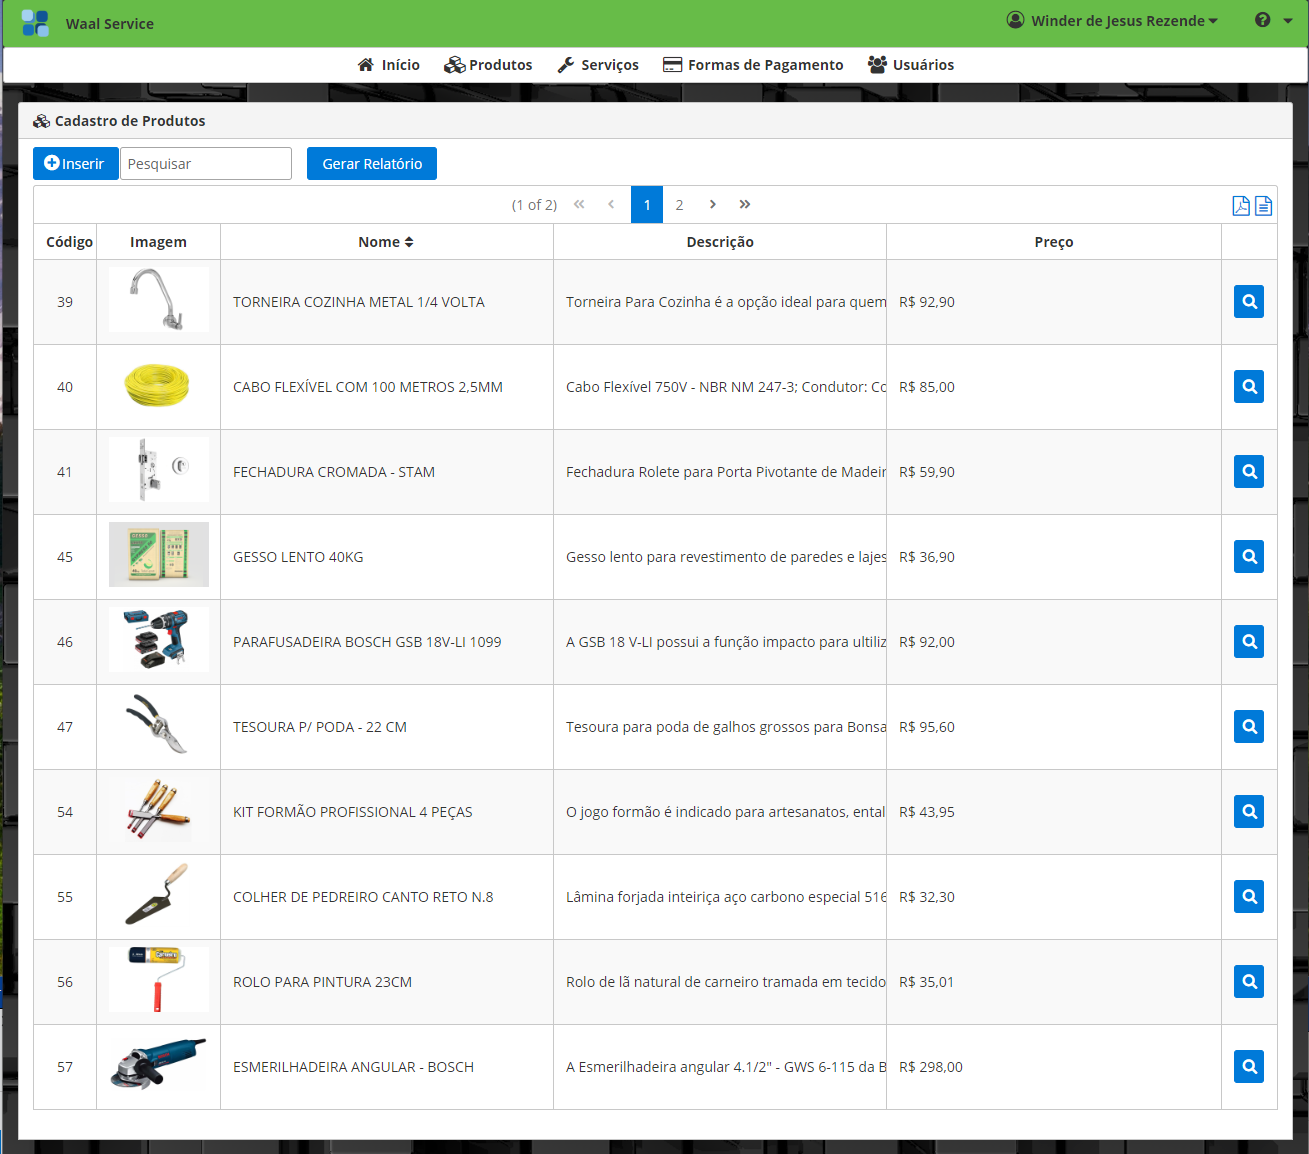 Waal Service
Winder de Jesus Rezende
Início Produtos Serviços Formas de Pagamento Usuários
Cadastro de Produtos
Inserir Pesquisar Gerar Relatório
(1 of 2) 1 2
Código Imagem Nome Descrição Preço
39 TORNEIRA COZINHA METAL 1/4 VOLTA Torneira Para Cozinha é a opção ideal para quem R$ 92,90
40 CABO FLEXÍVEL COM 100 METROS 2,5MM Cabo Flexível 750V - NBR NM 247-3; Condutor: Co R$ 85,00
41 FECHADURA CROMADA - STAM Fechadura Rolete para Porta Pivotante de Madeir R$ 59,90
45 GESSO LENTO 40KG Gesso lento para revestimento de paredes e lajes R$ 36,90
46 PARAFUSADEIRA BOSCH GSB 18V-LI 1099 A GSB 18 V-LI possui a função impacto para ultiliz R$ 92,00
47 TESOURA P/ PODA - 22 CM Tesoura para poda de galhos grossos para Bonsa R$ 95,60
54 KIT FORMÃO PROFISSIONAL 4 PEÇAS O jogo formão é indicado para artesanatos, ental R$ 43,95
55 COLHER DE PEDREIRO CANTO RETO N.8 Lâmina forjada inteiriça aço carbono especial 516 R$ 32,30
56 ROLO PARA PINTURA 23CM Rolo de lã natural de carneiro tramada em tecido R$ 35,01
57 ESMERILHADEIRA ANGULAR - BOSCH A Esmerilhadeira angular 4.1/2" - GWS 6-115 da B R$ 298,00